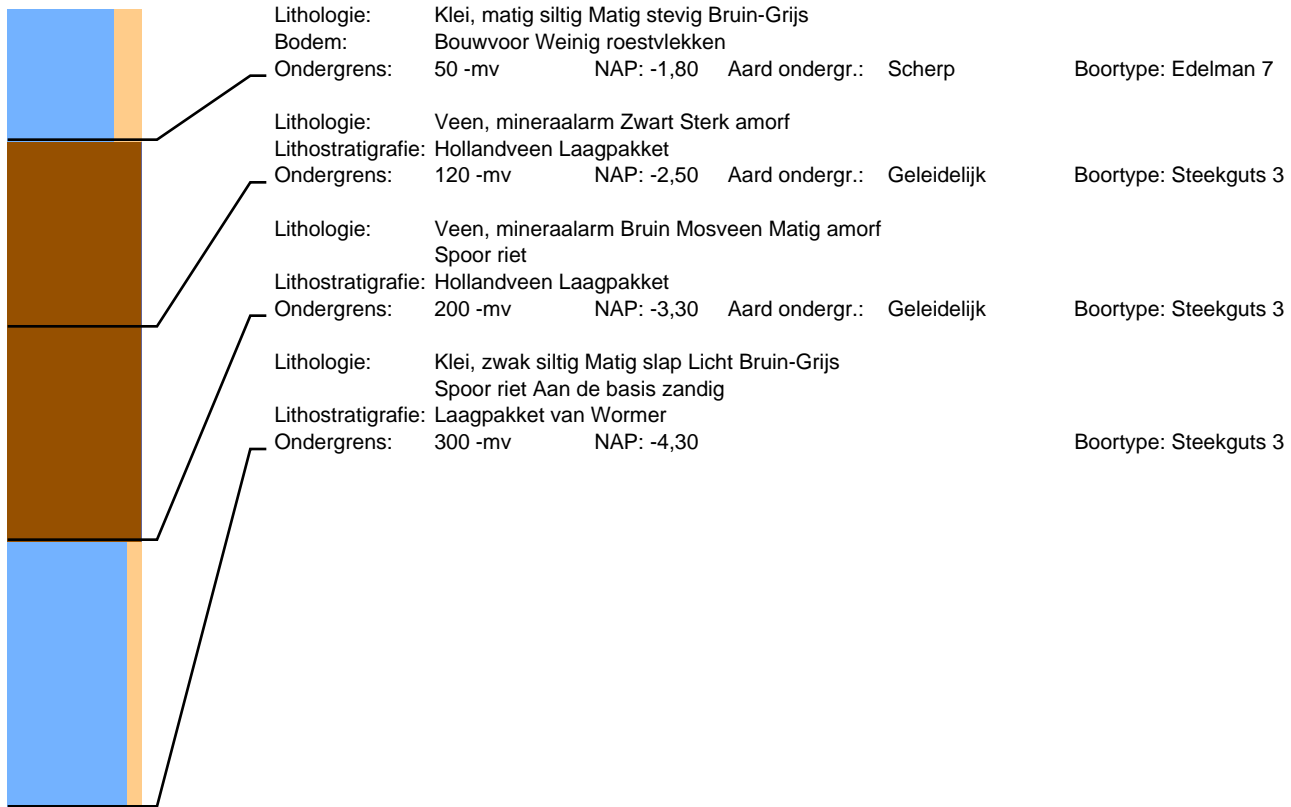 Lithologie: Klei, matig siltig Matig stevig Bruin-Grijs
Bodem: Bouwvoor Weinig roestvlekken
Ondergrens: 50 -mv NAP: -1,80 Aard ondergr.: Scherp Boortype: Edelman 7
Lithologie: Veen, mineraalarm Zwart Sterk amorf
Lithostratigrafie: Hollandveen Laagpakket
Ondergrens: 120 -mv NAP: -2,50 Aard ondergr.: Geleidelijk Boortype: Steekguts 3
Lithologie: Veen, mineraalarm Bruin Mosveen Matig amorf
Spoor riet
Lithostratigrafie: Hollandveen Laagpakket
Ondergrens: 200 -mv NAP: -3,30 Aard ondergr.: Geleidelijk Boortype: Steekguts 3
Lithologie: Klei, zwak siltig Matig slap Licht Bruin-Grijs
Spoor riet Aan de basis zandig
Lithostratigrafie: Laagpakket van Wormer
Ondergrens: 300 -mv NAP: -4,30 Boortype: Steekguts 3